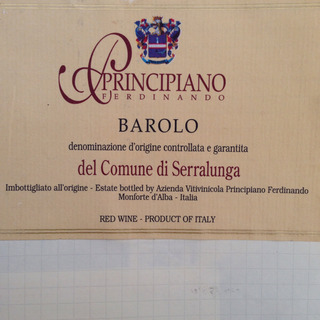 PRINCIPIANO
FERDINANDO
BAROLO
denominazione d'origine controllata e garantita
del Comune di Serralunga
Imbottigliato all'origine - Estate bottled by Azienda Vitivinicola Principiano Ferdinando
Monforte d'Alba - Italia
RED WINE - PRODUCT OF ITALY